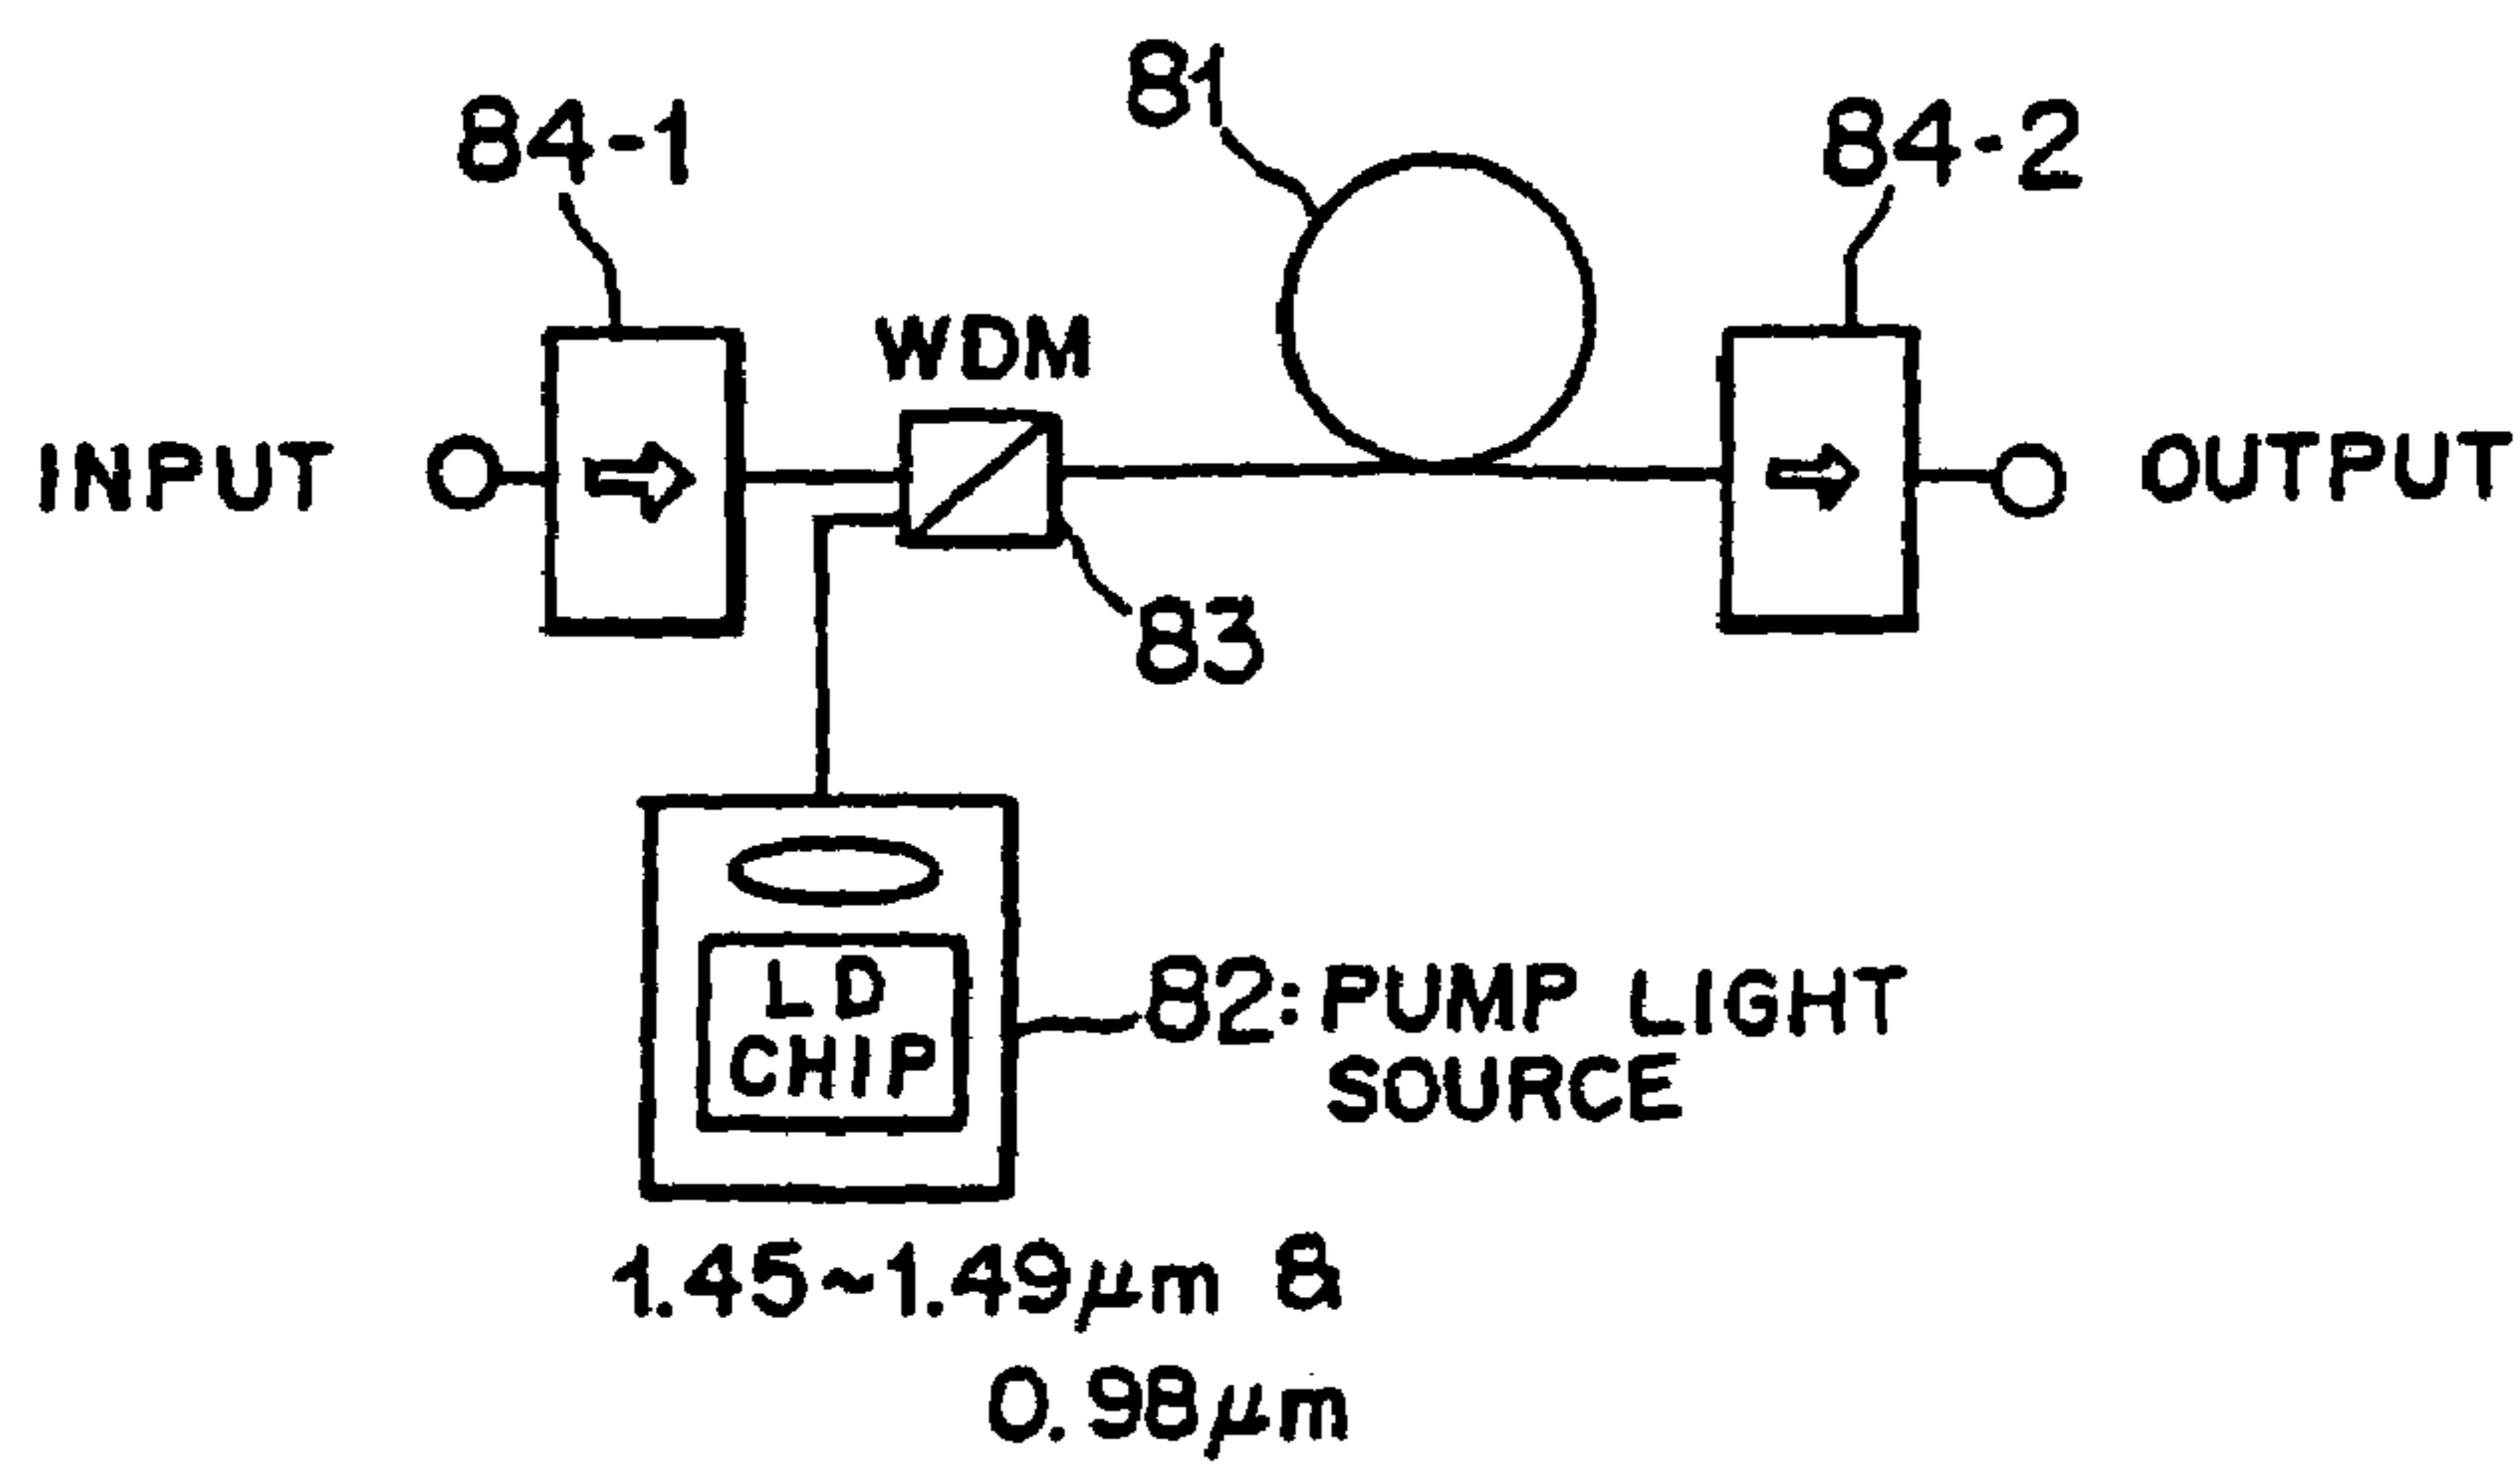 81
84-1
84-2
WDM
INPUT
OUTPUT
83
LD
CHIP
82:PUMP LIGHT
SOURCE
1.45~1.49μm &
0.98μm